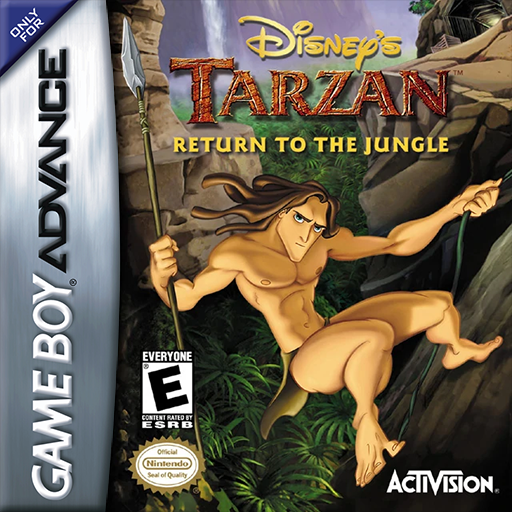 ONLY
FOR
GAME BOY ADVANCE
Disney's
TARZAN™
RETURN TO THE JUNGLE
EVERYONE
E
CONTENT RATED BY
ESRB
Official
Nintendo
Seal of Quality
ACTIVISION